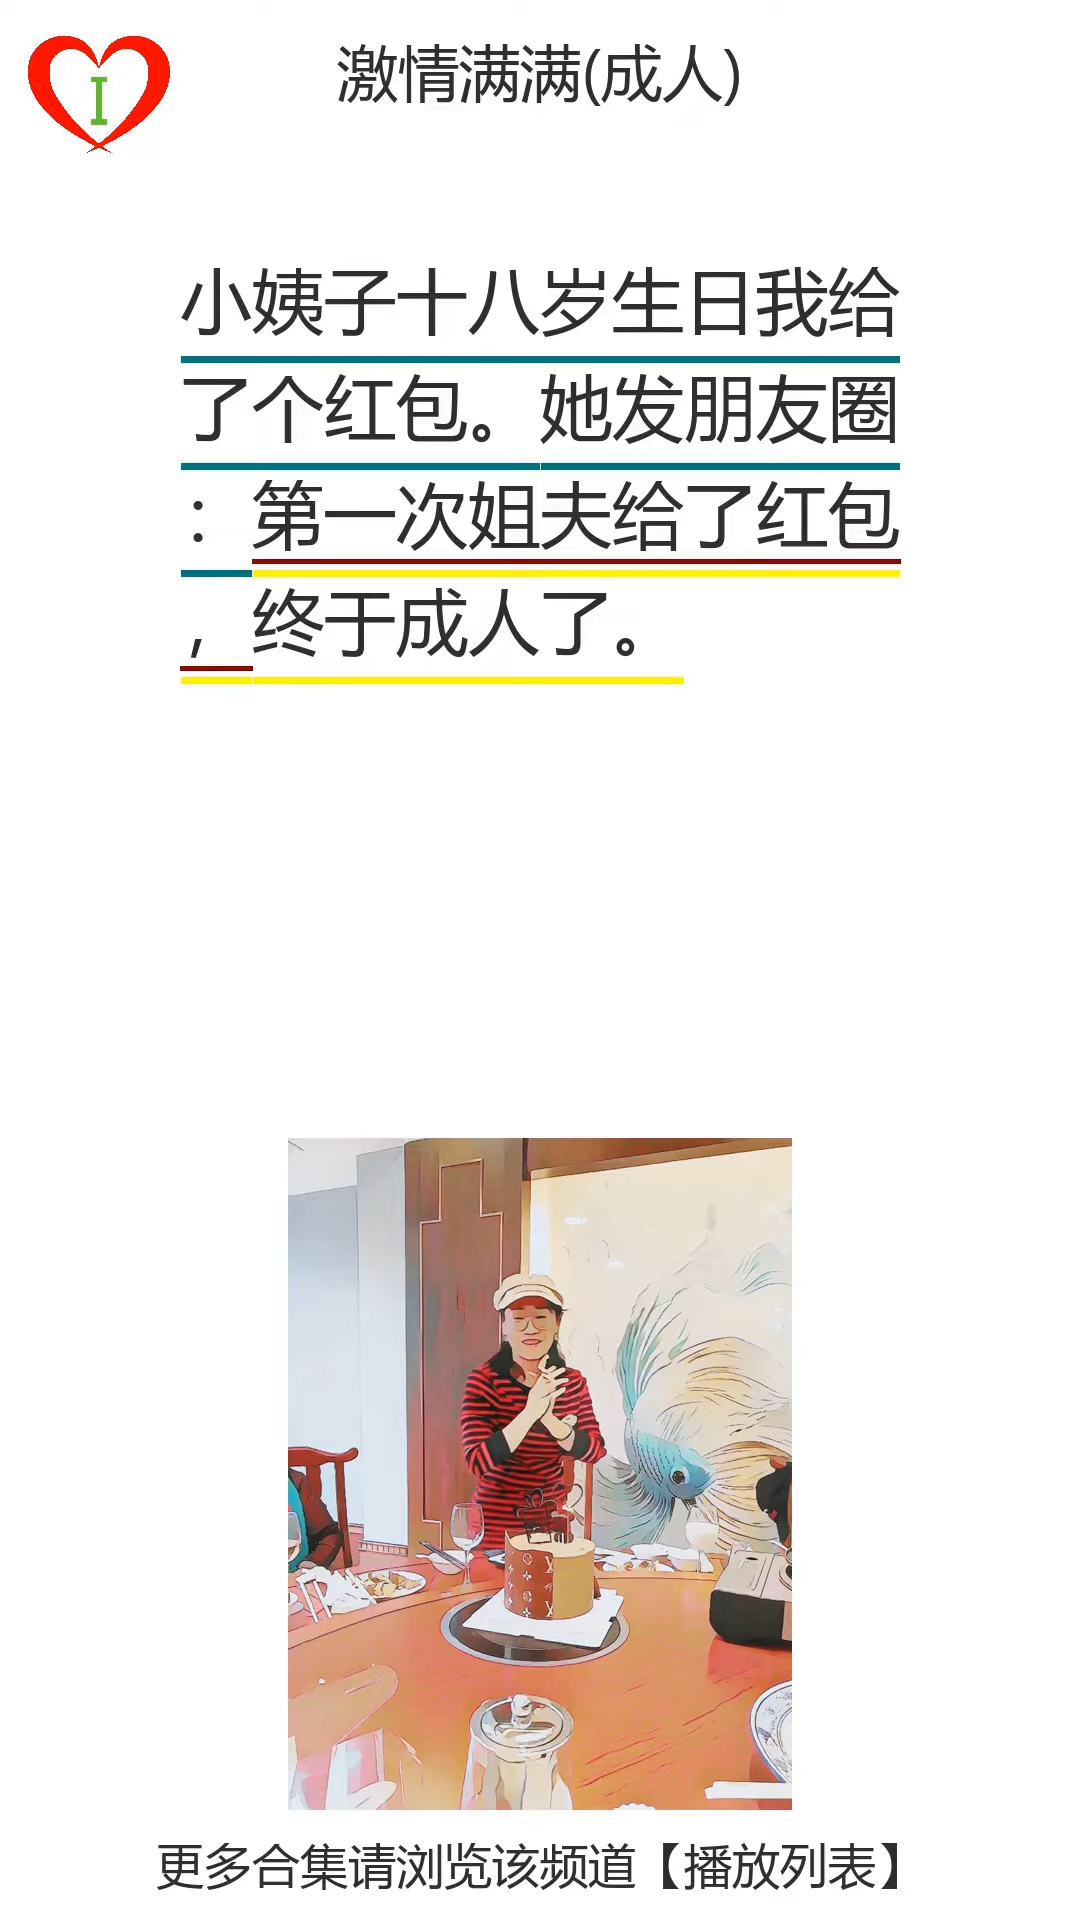 I
激情满满(成人)
小姨子十八岁生日我给
了个红包。她发朋友圈
：第一次姐夫给了红包
，终于成人了。
更多合集请浏览该频道【播放列表】